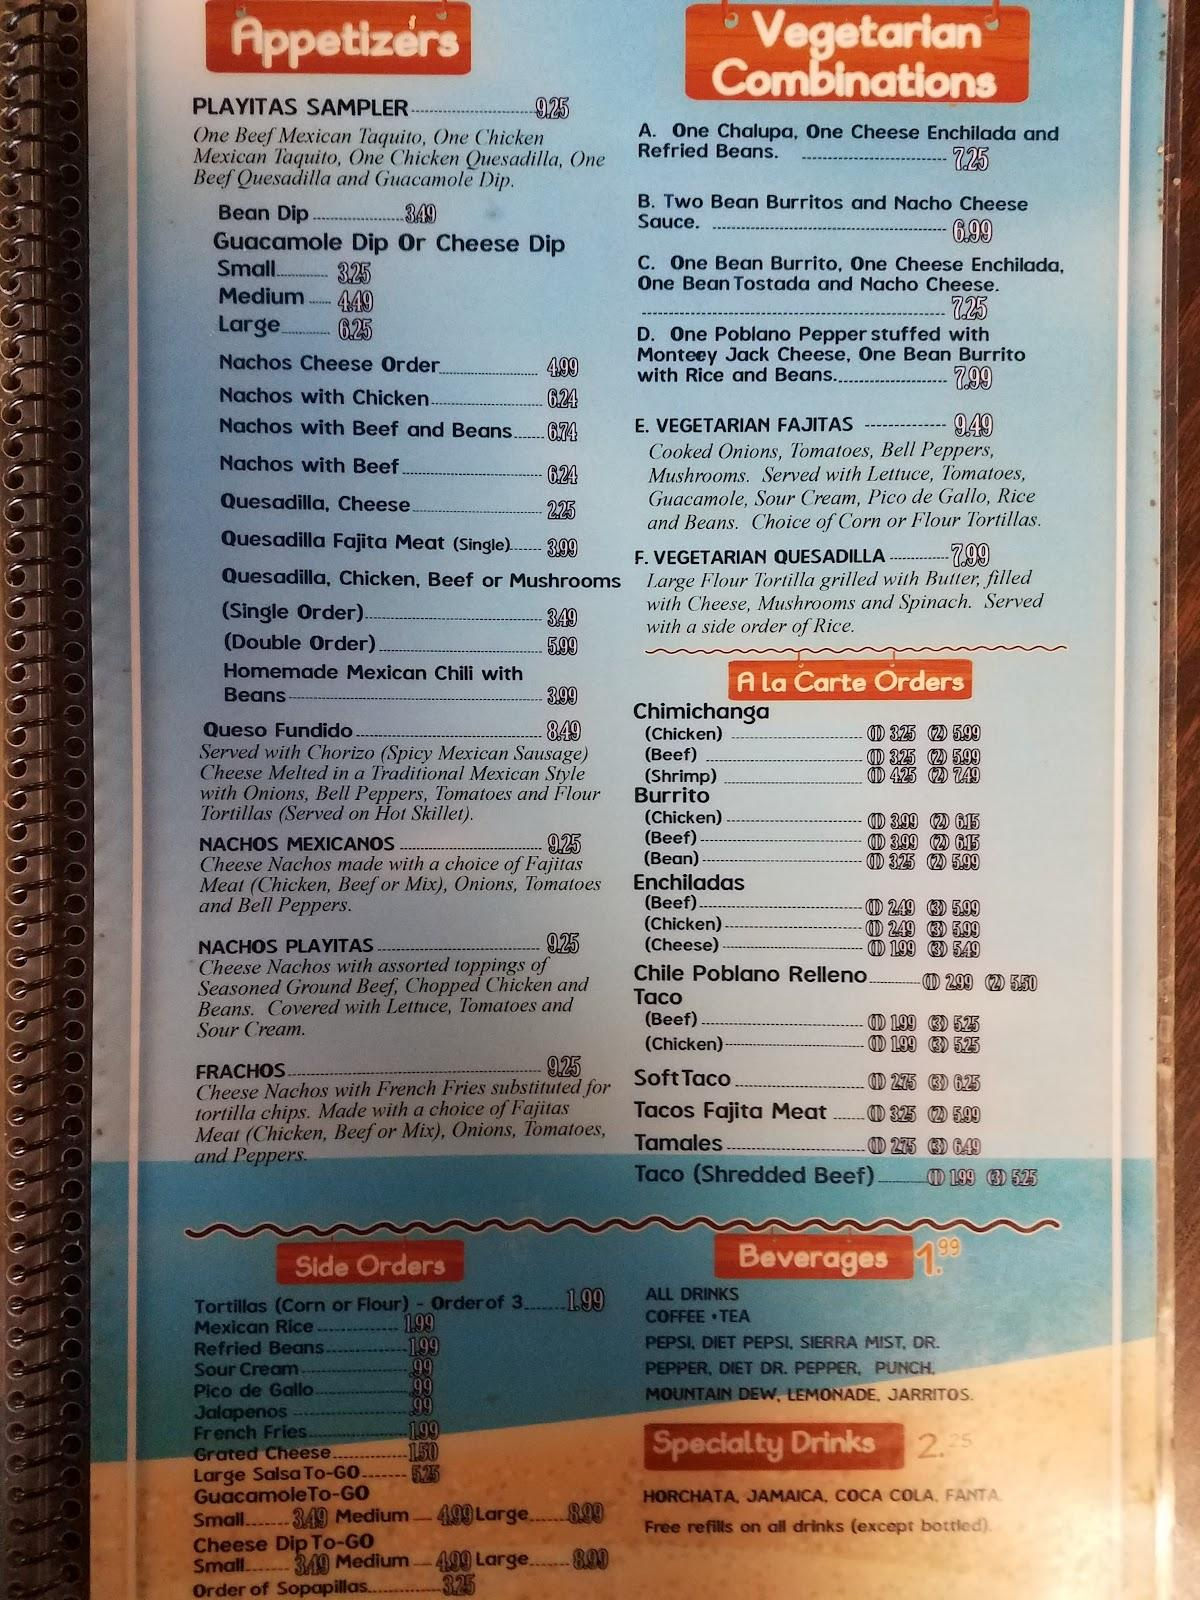 Appetizers
PLAYITAS SAMPLER 9.25
One Beef Mexican Taquito, One Chicken
Mexican Taquito, One Chicken Quesadilla, One
Beef Quesadilla and Guacamole Dip.
Bean Dip 3.49
Guacamole Dip Or Cheese Dip
Small 3.25
Medium 4.49
Large 6.25
Nachos Cheese Order 4.99
Nachos with Chicken 6.24
Nachos with Beef and Beans 6.74
Nachos with Beef 6.24
Quesadilla, Cheese 2.25
Quesadilla Fajita Meat (Single) 3.99
Quesadilla, Chicken, Beef or Mushrooms
(Single Order) 3.49
(Double Order) 5.99
Homemade Mexican Chili with
Beans 3.99
Queso Fundido 8.49
Served with Chorizo (Spicy Mexican Sausage)
Cheese Melted in a Traditional Mexican Style
with Onions, Bell Peppers, Tomatoes and Flour
Tortillas (Served on Hot Skillet).
NACHOS MEXICANOS 9.25
Cheese Nachos made with a choice of Fajitas
Meat (Chicken, Beef or Mix), Onions, Tomatoes
and Bell Peppers.
NACHOS PLAYITAS 9.25
Cheese Nachos with assorted toppings of
Seasoned Ground Beef, Chopped Chicken and
Beans. Covered with Lettuce, Tomatoes and
Sour Cream.
FRACHOS 9.25
Cheese Nachos with French Fries substituted for
tortilla chips. Made with a choice of Fajitas
Meat (Chicken, Beef or Mix), Onions, Tomatoes,
and Peppers.
Vegetarian
Combinations
A. One Chalupa, One Cheese Enchilada and
Refried Beans. 7.25
B. Two Bean Burritos and Nacho Cheese
Sauce. 6.99
C. One Bean Burrito, One Cheese Enchilada,
One Bean Tostada and Nacho Cheese.
7.25
D. One Poblano Pepper stuffed with
Monteey Jack Cheese, One Bean Burrito
with Rice and Beans. 7.99
E. VEGETARIAN FAJITAS 9.49
Cooked Onions, Tomatoes, Bell Peppers,
Mushrooms. Served with Lettuce, Tomatoes,
Guacamole, Sour Cream, Pico de Gallo, Rice
and Beans. Choice of Corn or Flour Tortillas.
F. VEGETARIAN QUESADILLA 7.99
Large Flour Tortilla grilled with Butter, filled
with Cheese, Mushrooms and Spinach. Served
with a side order of Rice.
A la Carte Orders
Chimichanga
(Chicken) (1) 3.25 (2) 5.99
(Beef) (1) 3.25 (2) 5.99
(Shrimp) (1) 4.25 (2) 7.49
Burrito
(Chicken) (1) 3.99 (2) 6.15
(Beef) (1) 3.99 (2) 6.15
(Bean) (1) 3.25 (2) 5.99
Enchiladas
(Beef) (1) 2.49 (3) 5.99
(Chicken) (1) 2.49 (3) 5.99
(Cheese) (1) 1.99 (3) 5.49
Chile Poblano Relleno (1) 2.99 (2) 5.50
Taco
(Beef) (1) 1.99 (3) 5.25
(Chicken) (1) 1.99 (3) 5.25
Soft Taco (1) 2.75 (3) 6.25
Tacos Fajita Meat (1) 3.25 (2) 5.99
Tamales (1) 2.75 (3) 6.49
Taco (Shredded Beef) (1) 1.99 (3) 5.25
Side Orders
Tortillas (Corn or Flour) - Order of 3 1.99
Mexican Rice 1.99
Refried Beans 1.99
Sour Cream .99
Pico de Gallo .99
Jalapenos .99
French Fries 1.99
Grated Cheese 1.50
Large Salsa To-GO 5.25
Guacamole To-GO
Small 3.49 Medium 4.99 Large 8.99
Cheese Dip To-GO
Small 3.49 Medium 4.99 Large 8.99
Order of Sopapillas 3.25
Beverages 1.99
ALL DRINKS
COFFEE • TEA
PEPSI, DIET PEPSI, SIERRA MIST, DR.
PEPPER, DIET DR. PEPPER, PUNCH,
MOUNTAIN DEW, LEMONADE, JARRITOS.
Specialty Drinks 2.25
HORCHATA, JAMAICA, COCA COLA, FANTA.
Free refills on all drinks (except bottled).